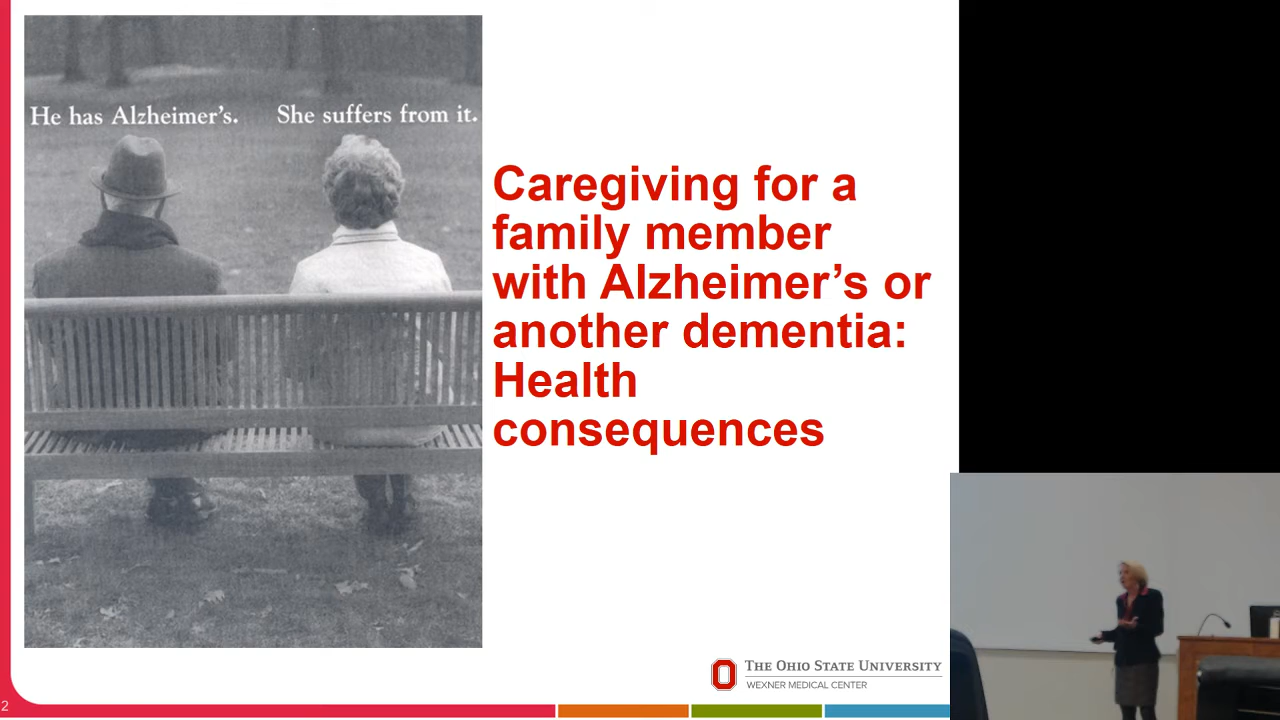 He has Alzheimer's. She suffers from it.
Caregiving for a
family member
with Alzheimer’s or
another dementia:
Health
consequences
THE OHIO STATE UNIVERSITY
WEXNER MEDICAL CENTER
2